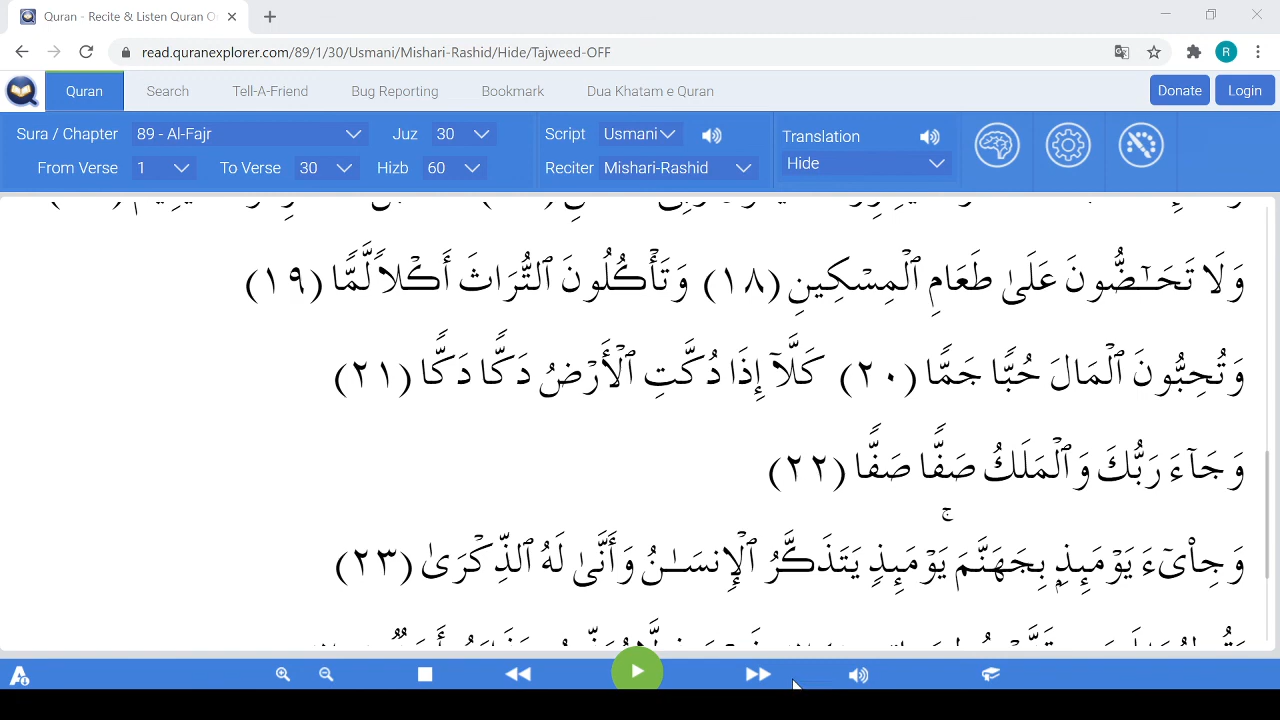 Quran - Recite & Listen Quran O
read.quranexplorer.com/89/1/30/Usmani/Mishari-Rashid/Hide/Tajweed-OFF
R
Quran Search Tell-A-Friend Bug Reporting Bookmark Dua Khatam e Quran Donate Login
Sura / Chapter 89 - Al-Fajr Juz 30 Script Usmani Translation
From Verse 1 To Verse 30 Hizb 60 Reciter Mishari-Rashid Hide
وَلَا تَحَـٰٓضُّونَ عَلَىٰ طَعَامِ ٱلْمِسْكِينِ (١٨) وَتَأْكُلُونَ ٱلتُّرَاثَ أَكْلاً لَّمًّا (١٩)
وَتُحِبُّونَ ٱلْمَالَ حُبًّا جَمًّا (٢٠) كَلَّآ إِذَا دُكَّتِ ٱلْأَرْضُ دَكًّا دَكًّا (٢١)
وَجَآءَ رَبُّكَ وَٱلْمَلَكُ صَفًّا صَفًّا (٢٢)
وَجِاْىٓءَ يَوْمَئِذِۭ بِجَهَنَّمَ ۚ يَوْمَئِذٍ يَتَذَكَّرُ ٱلْإِنسَـٰنُ وَأَنَّىٰ لَهُ ٱلذِّكْرَىٰ (٢٣)